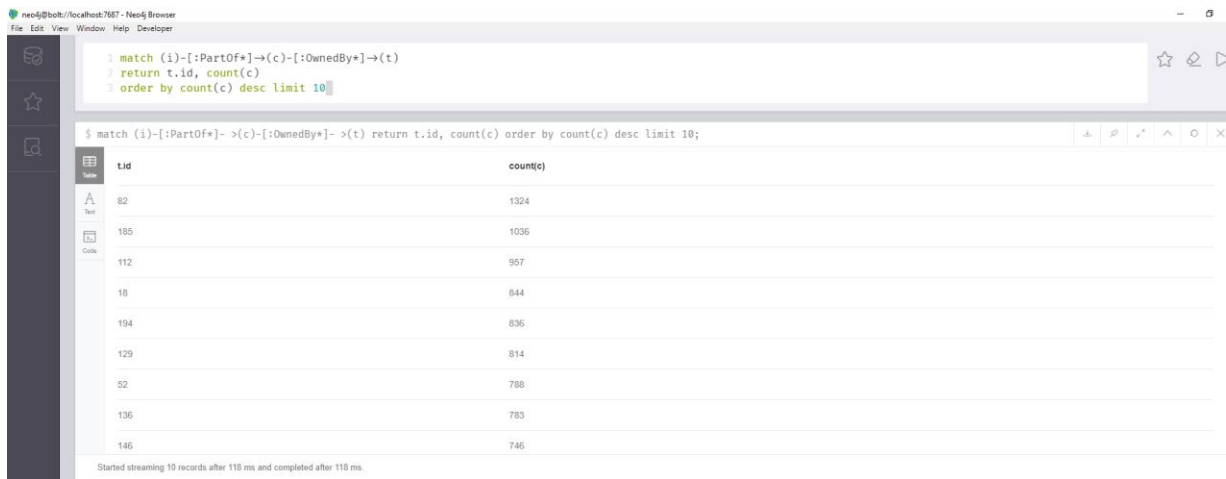 neo4j@bolt://localhost:7687 - Neo4j Browser
File Edit View Window Help Developer
1 match (i)-[:PartOf*]→(c)-[:OwnedBy*]→(t)
2 return t.id, count(c)
3 order by count(c) desc limit 10
$ match (i)-[:PartOf*]- >(c)-[:OwnedBy*]- >(t) return t.id, count(c) order by count(c) desc limit 10;
Table
Text
Code
t.id count(c)
82 1324
185 1036
112 957
18 844
194 836
129 814
52 788
136 783
146 746
Started streaming 10 records after 118 ms and completed after 118 ms.